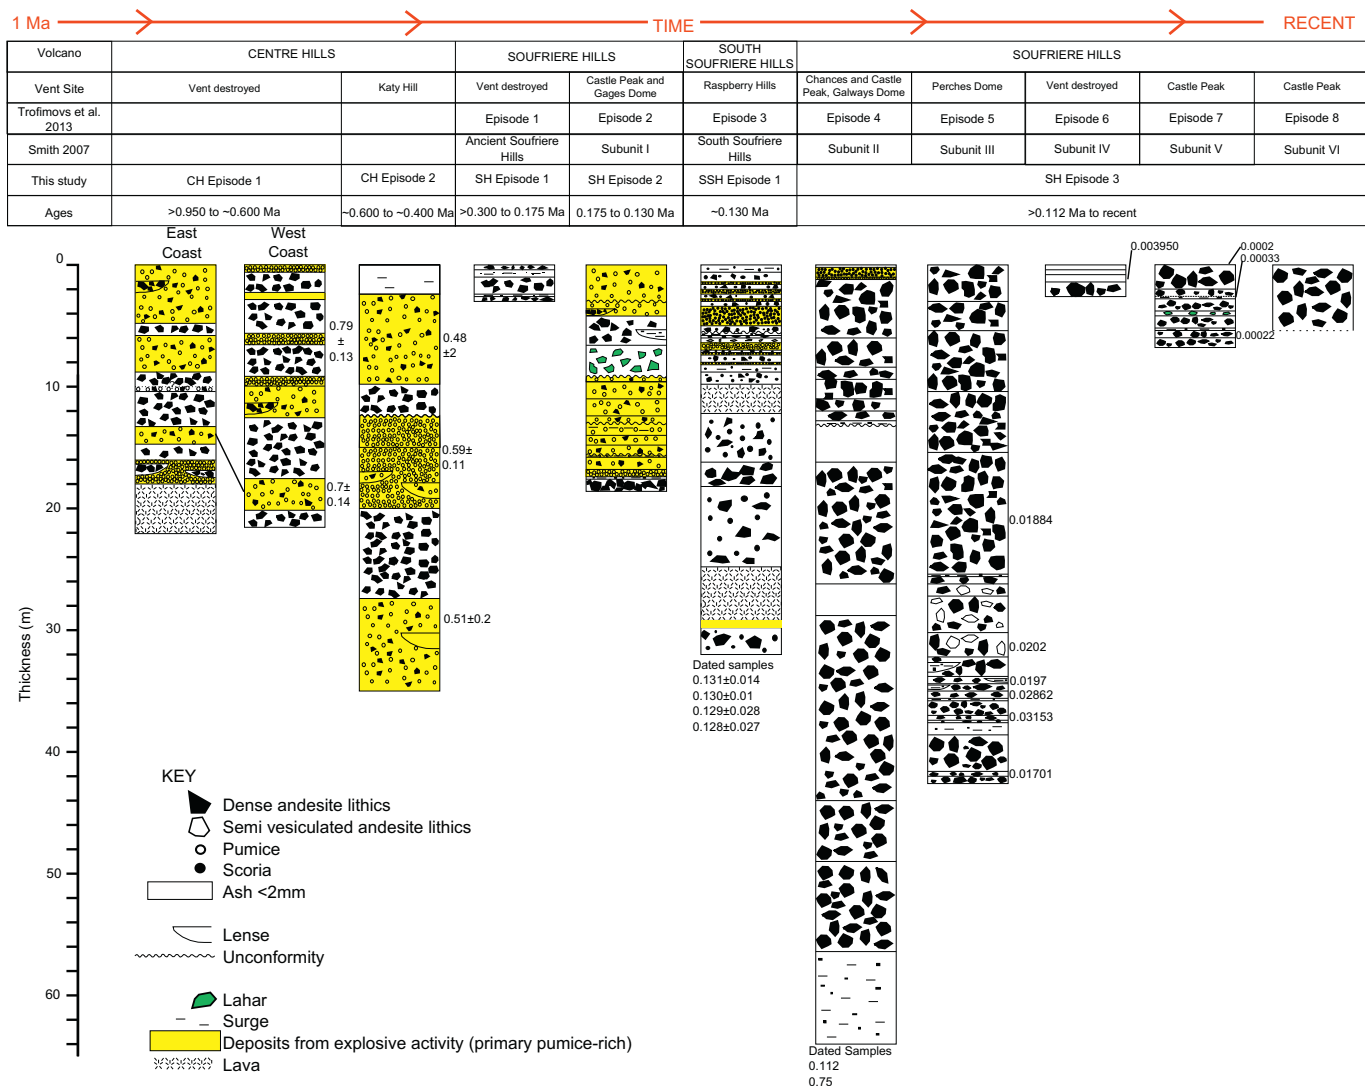 1 Ma TIME RECENT
Volcano CENTRE HILLS SOUFRIERE HILLS SOUTH SOUFRIERE HILLS SOUFRIERE HILLS
Vent Site Vent destroyed Katy Hill Vent destroyed Castle Peak and Gages Dome Raspberry Hills Chances and Castle Peak, Galways Dome Perches Dome Vent destroyed Castle Peak Castle Peak
Trofimovs et al. 2013 Episode 1 Episode 2 Episode 3 Episode 4 Episode 5 Episode 6 Episode 7 Episode 8
Smith 2007 Ancient Soufriere Hills Subunit I South Soufriere Hills Subunit II Subunit III Subunit IV Subunit V Subunit VI
This study CH Episode 1 CH Episode 2 SH Episode 1 SH Episode 2 SSH Episode 1 SH Episode 3
Ages >0.950 to ~0.600 Ma ~0.600 to ~0.400 Ma >0.300 to 0.175 Ma 0.175 to 0.130 Ma ~0.130 Ma >0.112 Ma to recent
East Coast
West Coast
0.003950
0.0002
0.00033
0
0.79 ± 0.13
0.48 ±2
0.00022
10
0.59± 0.11
0.7± 0.14
20
0.01884
0.51±0.2
30
0.0202
0.0197
0.02862
0.03153
0.01701
Thickness (m)
40
50
60
Dated samples
0.131±0.014
0.130±0.01
0.129±0.028
0.128±0.027
KEY
Dense andesite lithics
Semi vesiculated andesite lithics
Pumice
Scoria
Ash <2mm
Lense
Unconformity
Lahar
Surge
Deposits from explosive activity (primary pumice-rich)
Lava
Dated Samples
0.112
0.75